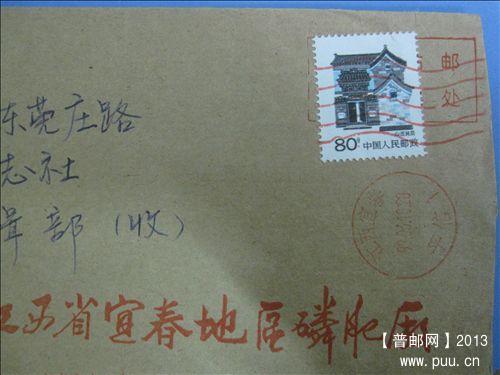 邮
处
80分 中国人民邮政
东莞庄路
志社
辑部(收)
江西省宜春地区磷肥厂
【普邮网】2013
www.puu.cn